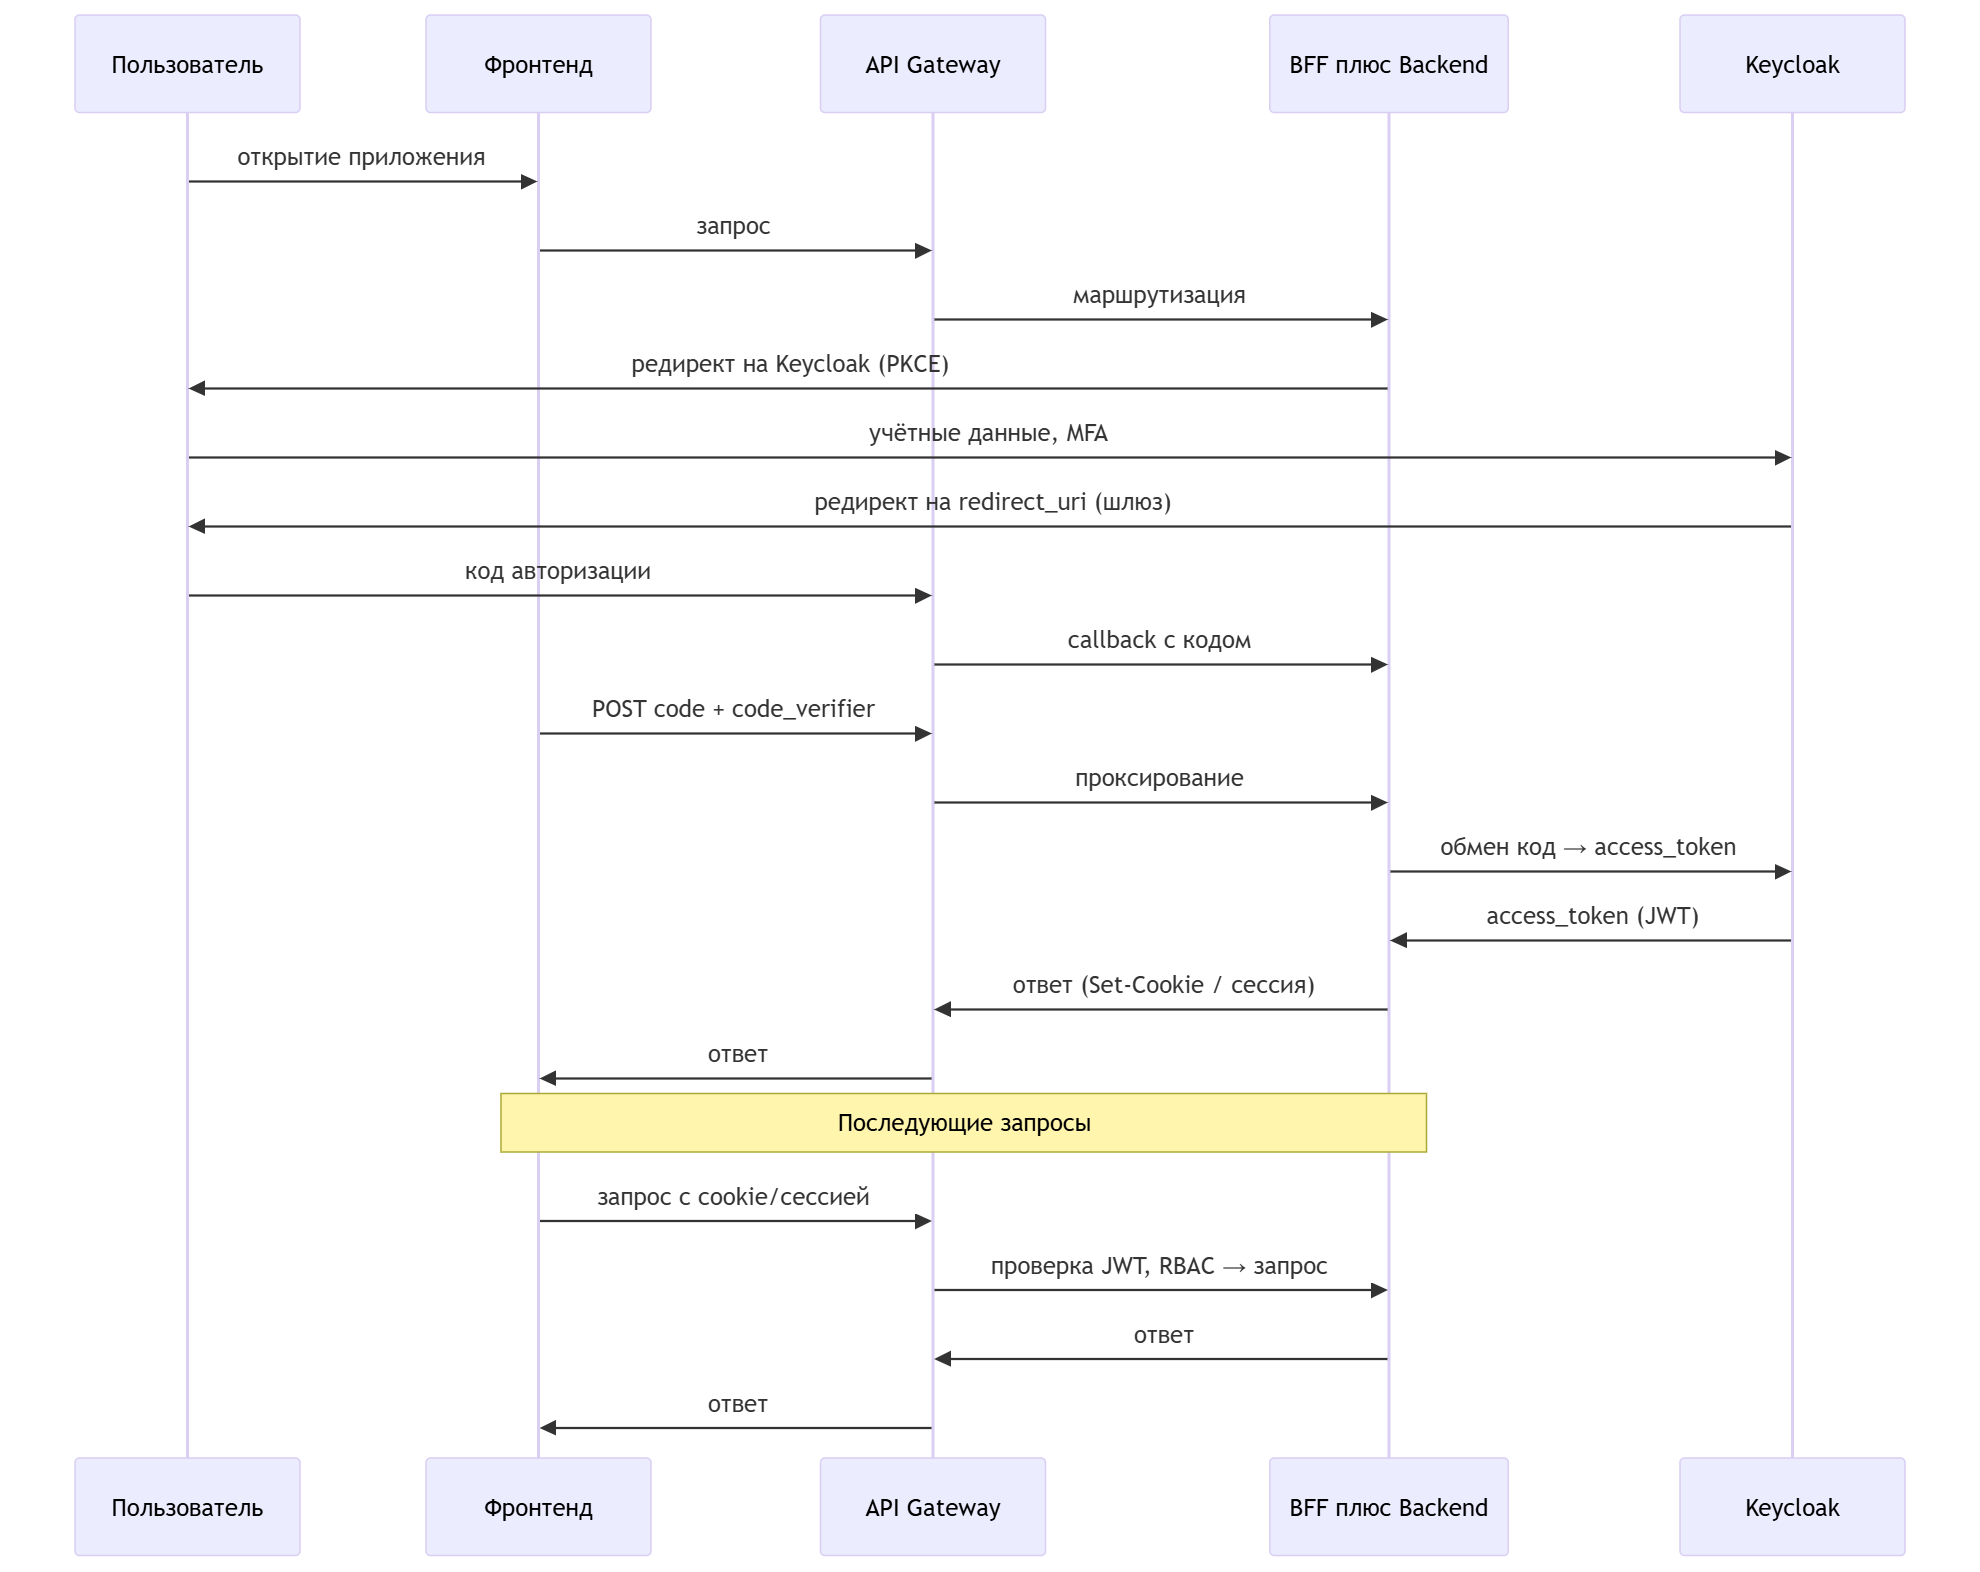 Пользователь
Фронтенд
API Gateway
BFF плюс Backend
Keycloak
открытие приложения
запрос
маршрутизация
редирект на Keycloak (PKCE)
учётные данные, MFA
редирект на redirect_uri (шлюз)
код авторизации
callback с кодом
POST code + code_verifier
проксирование
обмен код → access_token
access_token (JWT)
ответ (Set-Cookie / сессия)
ответ
Последующие запросы
запрос с cookie/сессией
проверка JWT, RBAC → запрос
ответ
ответ
Пользователь
Фронтенд
API Gateway
BFF плюс Backend
Keycloak